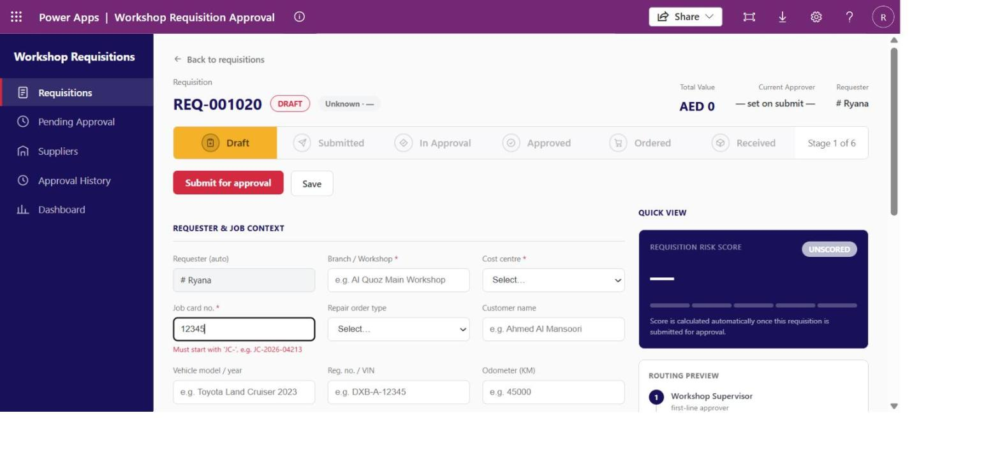 Power Apps | Workshop Requisition Approval
Share
R
Workshop Requisitions
Requisitions
Pending Approval
Suppliers
Approval History
Dashboard
← Back to requisitions
Requisition
REQ-001020 DRAFT Unknown · —
Total Value Current Approver Requester
AED 0 — set on submit — # Ryana
Draft Submitted In Approval Approved Ordered Received Stage 1 of 6
Submit for approval Save
REQUESTER & JOB CONTEXT
Requester (auto) Branch / Workshop * Cost centre *
# Ryana e.g. Al Quoz Main Workshop Select...
Job card no. * Repair order type Customer name
12345 Select... e.g. Ahmed Al Mansoori
Must start with 'JC-'. e.g. JC-2026-04213
Vehicle model / year Reg. no. / VIN Odometer (KM)
e.g. Toyota Land Cruiser 2023 e.g. DXB-A-12345 e.g. 45000
QUICK VIEW
REQUISITION RISK SCORE UNSCORED
—
Score is calculated automatically once this requisition is
submitted for approval.
ROUTING PREVIEW
1 Workshop Supervisor
first-line approver